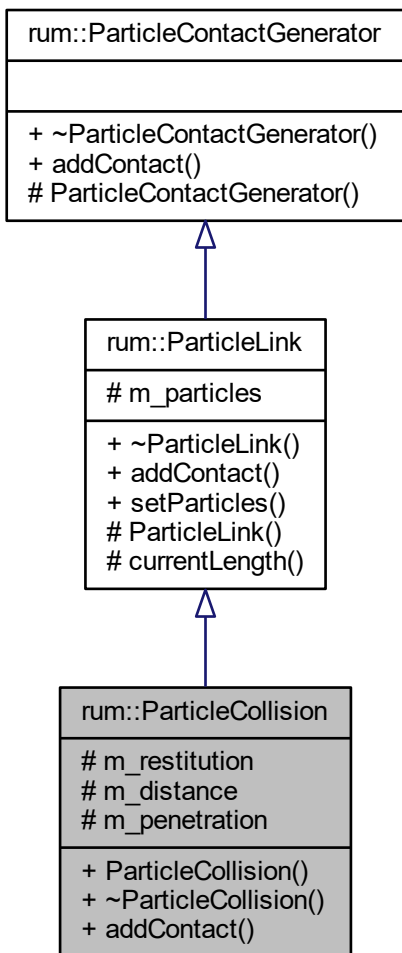 rum::ParticleContactGenerator
+ ~ParticleContactGenerator()
+ addContact()
# ParticleContactGenerator()
rum::ParticleLink
# m_particles
+ ~ParticleLink()
+ addContact()
+ setParticles()
# ParticleLink()
# currentLength()
rum::ParticleCollision
# m_restitution
# m_distance
# m_penetration
+ ParticleCollision()
+ ~ParticleCollision()
+ addContact()